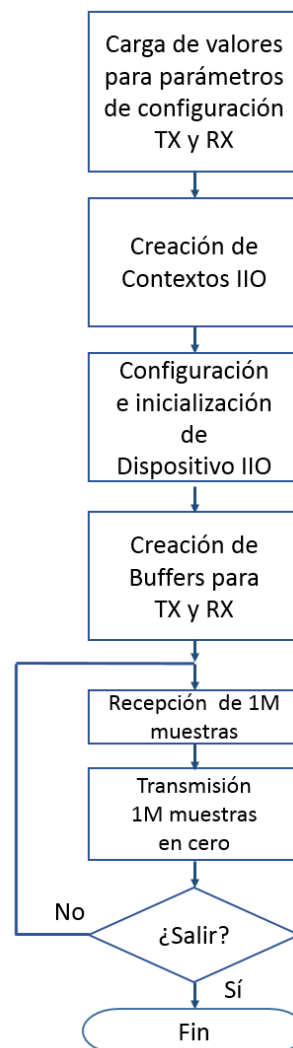 Carga de valores
para parámetros
de configuración
TX y RX
Creación de
Contextos IIO
Configuración
e inicialización
de
Dispositivo IIO
Creación de
Buffers para
TX y RX
Recepción de 1M
muestras
Transmisión
1M muestras
en cero
No
¿Salir?
Sí
Fin